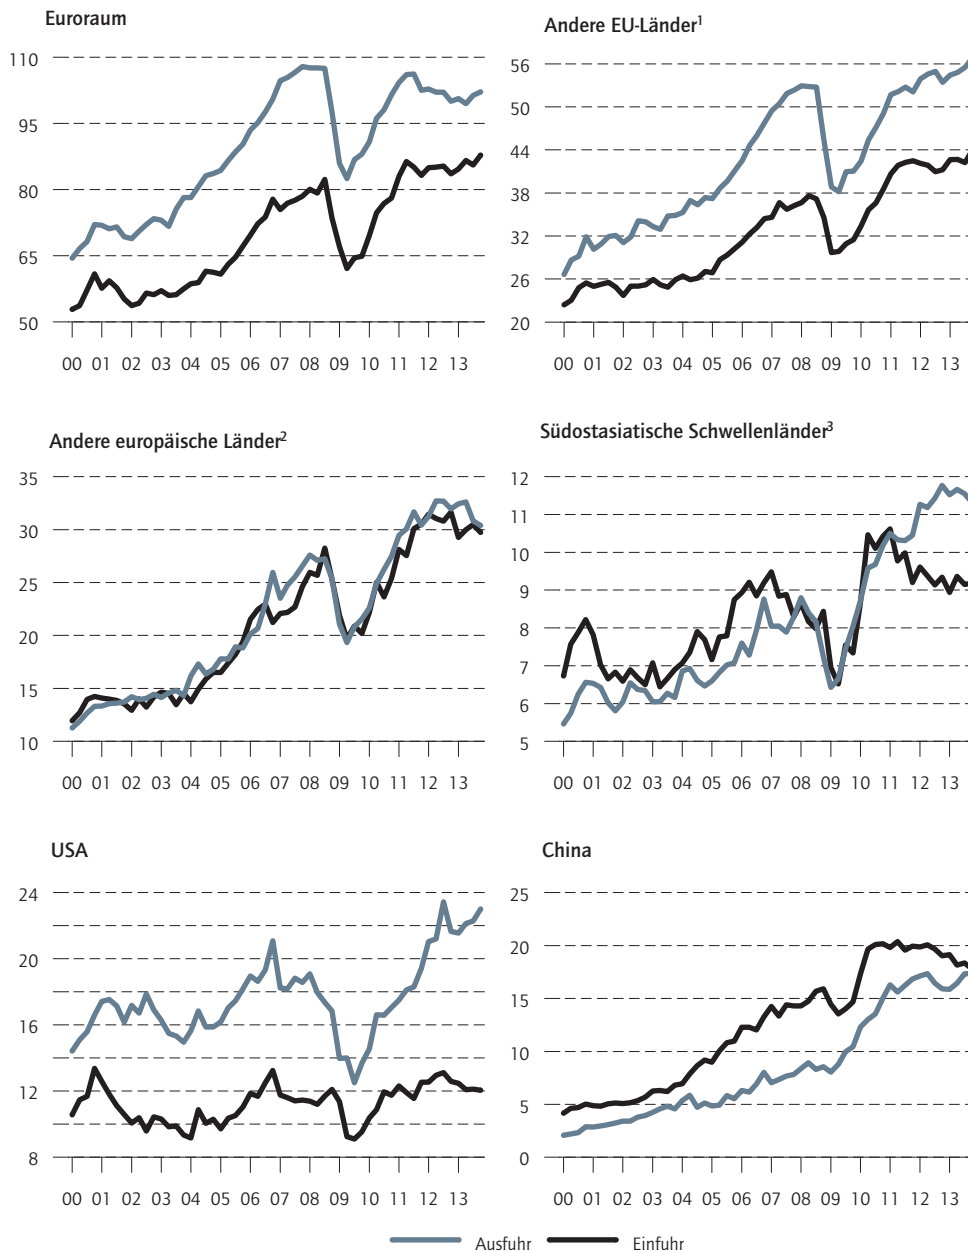 Euroraum
110
95
80
65
50
00 01 02 03 04 05 06 07 08 09 10 11 12 13
Andere EU-Länder¹
56
50
44
38
32
26
20
00 01 02 03 04 05 06 07 08 09 10 11 12 13
Andere europäische Länder²
35
30
25
20
15
10
00 01 02 03 04 05 06 07 08 09 10 11 12 13
Südostasiatische Schwellenländer³
12
11
10
9
8
7
6
5
00 01 02 03 04 05 06 07 08 09 10 11 12 13
USA
24
20
16
12
8
00 01 02 03 04 05 06 07 08 09 10 11 12 13
China
25
20
15
10
5
0
00 01 02 03 04 05 06 07 08 09 10 11 12 13
Ausfuhr Einfuhr